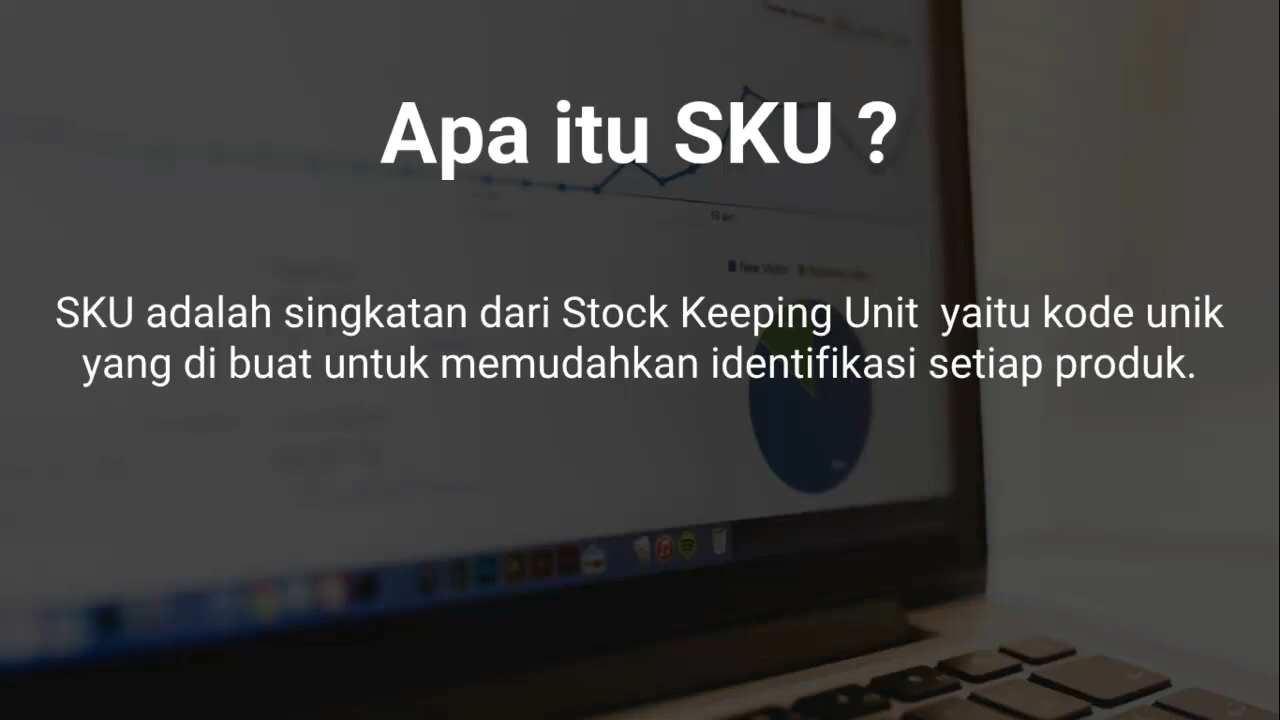 Apa itu SKU ?
SKU adalah singkatan dari Stock Keeping Unit  yaitu kode unik
yang di buat untuk memudahkan identifikasi setiap produk.